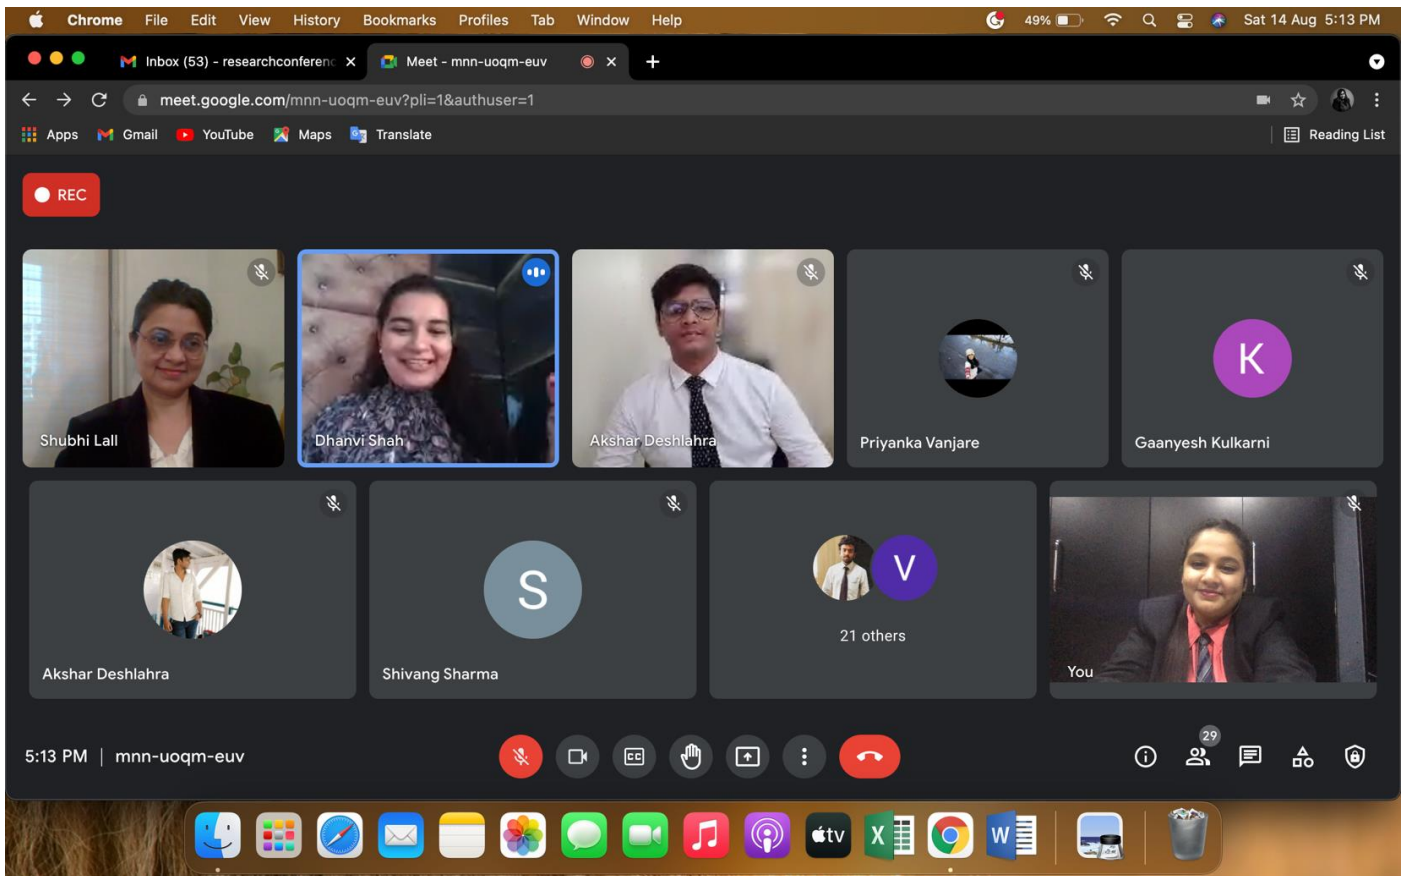 Chrome File Edit View History Bookmarks Profiles Tab Window Help 49% Sat 14 Aug 5:13 PM
Inbox (53) - researchconferenc Meet - mnn-uoqm-euv
meet.google.com/mnn-uoqm-euv?pli=1&authuser=1
Apps Gmail YouTube Maps Translate Reading List
REC
Shubhi Lall Dhanvi Shah Akshar Deshlahra Priyanka Vanjare K Gaanyesh Kulkarni
Akshar Deshlahra S Shivang Sharma V 21 others You
5:13 PM | mnn-uoqm-euv CC 29
tv X W